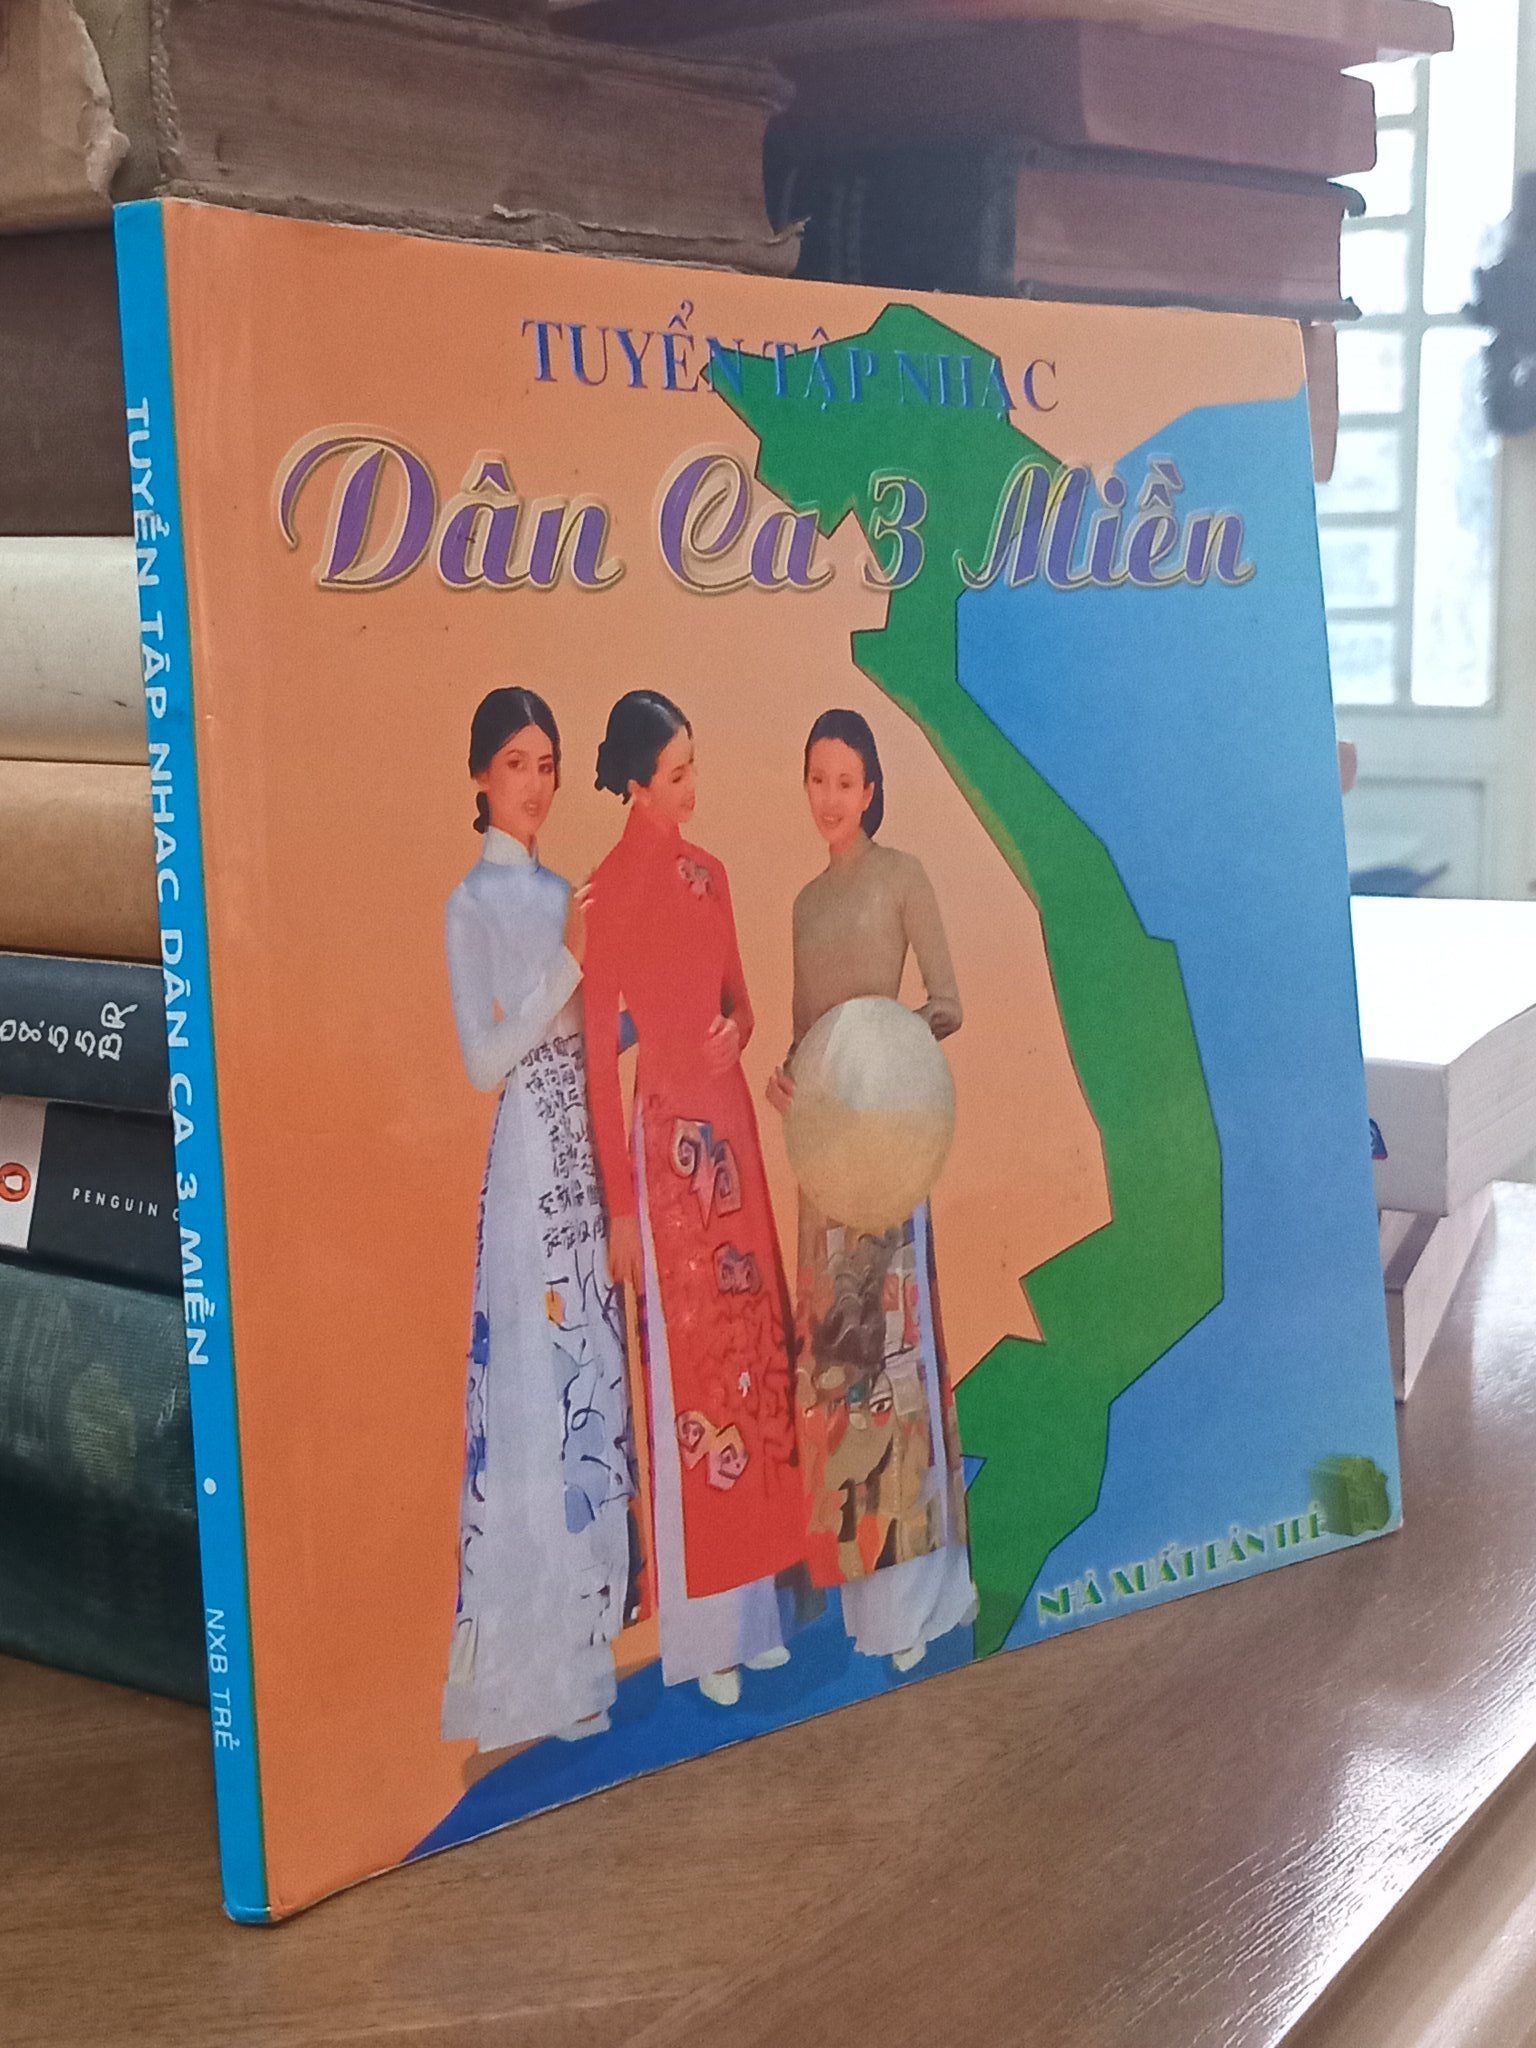 TUYỂN TẬP NHẠC
Dân Ca 3 Miền
NHÀ XUẤT BẢN TRẺ
TUYỂN TẬP NHẠC DÂN CA 3 MIỀN • NXB TRẺ
BR
PENGUIN